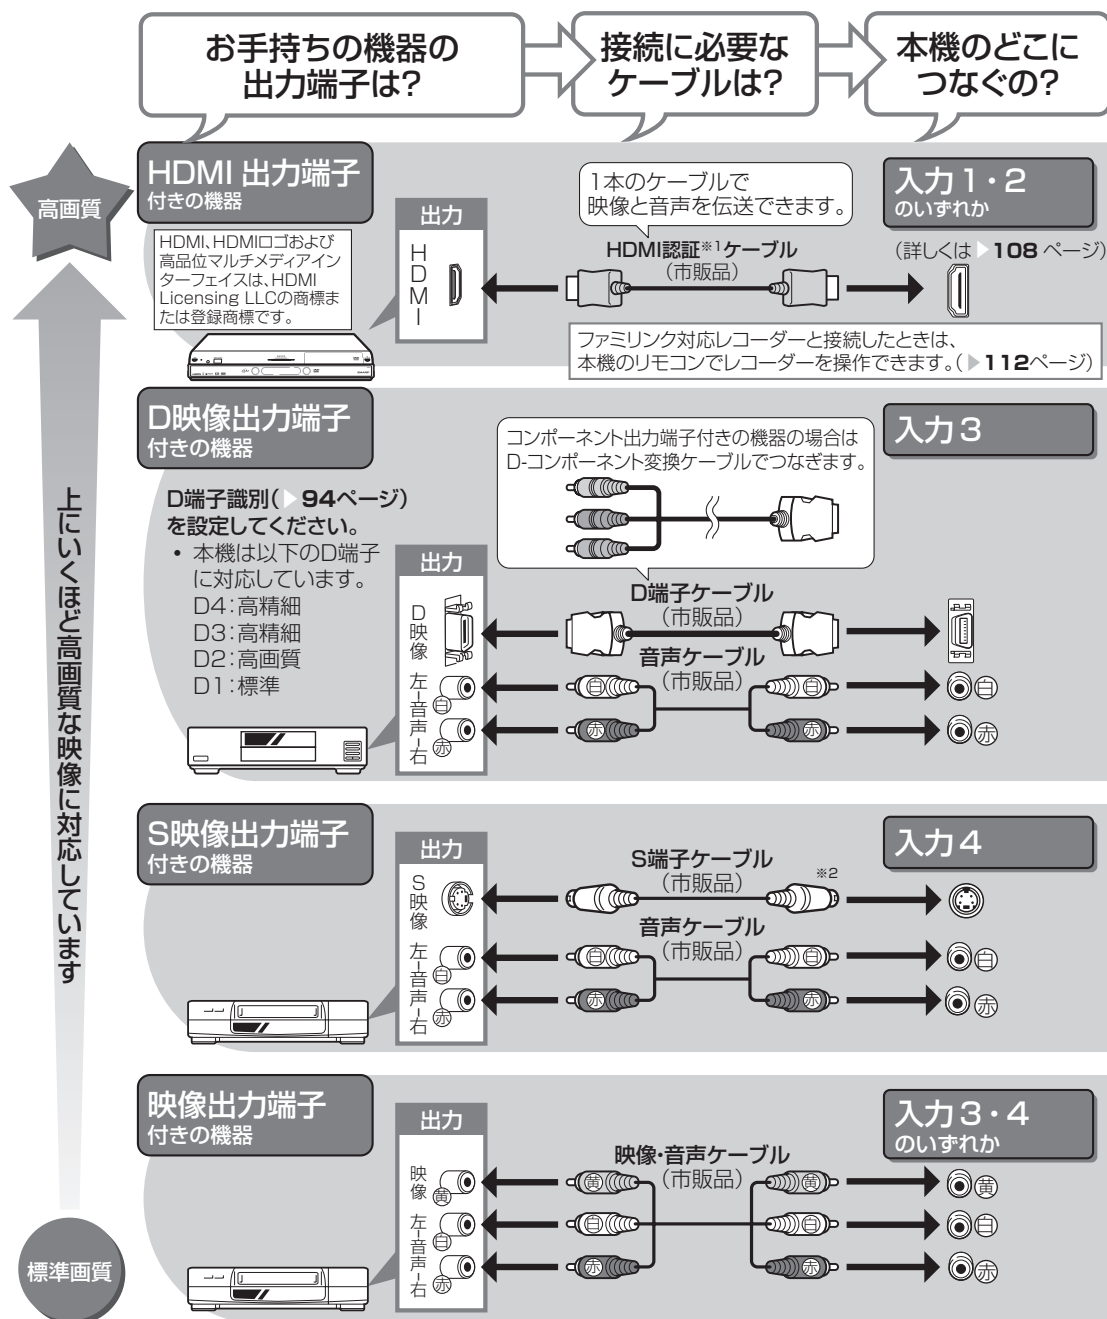 お手持ちの機器の
出力端子は?
接続に必要な
ケーブルは?
本機のどこに
つなぐの?
高画質
上にいくほど高画質な映像に対応しています
標準画質
HDMI 出力端子
付きの機器
HDMI、HDMIロゴおよび
高品位マルチメディアイン
ターフェイスは、HDMI
Licensing LLCの商標ま
たは登録商標です。
出力
HDMI
1本のケーブルで
映像と音声を伝送できます。
HDMI認証※1ケーブル
(市販品)
入力1・2
のいずれか
(詳しくは ▶108 ページ)
ファミリンク対応レコーダーと接続したときは、
本機のリモコンでレコーダーを操作できます。(▶112ページ)
D映像出力端子
付きの機器
D端子識別(▶94ページ)
を設定してください。
• 本機は以下のD端子
に対応しています。
D4:高精細
D3:高精細
D2:高画質
D1:標準
出力
D映像
左-音声-右
白
赤
コンポーネント出力端子付きの機器の場合は
D-コンポーネント変換ケーブルでつなぎます。
D端子ケーブル
(市販品)
音声ケーブル
(市販品)
白 白
赤 赤
入力3
白
赤
S映像出力端子
付きの機器
出力
S映像
左-音声-右
白
赤
S端子ケーブル
(市販品)
※2
音声ケーブル
(市販品)
白 白
赤 赤
入力4
白
赤
映像出力端子
付きの機器
出力
映像
黄
左-音声-右
白
赤
映像・音声ケーブル
(市販品)
黄 黄
白 白
赤 赤
入力3・4
のいずれか
黄
白
赤